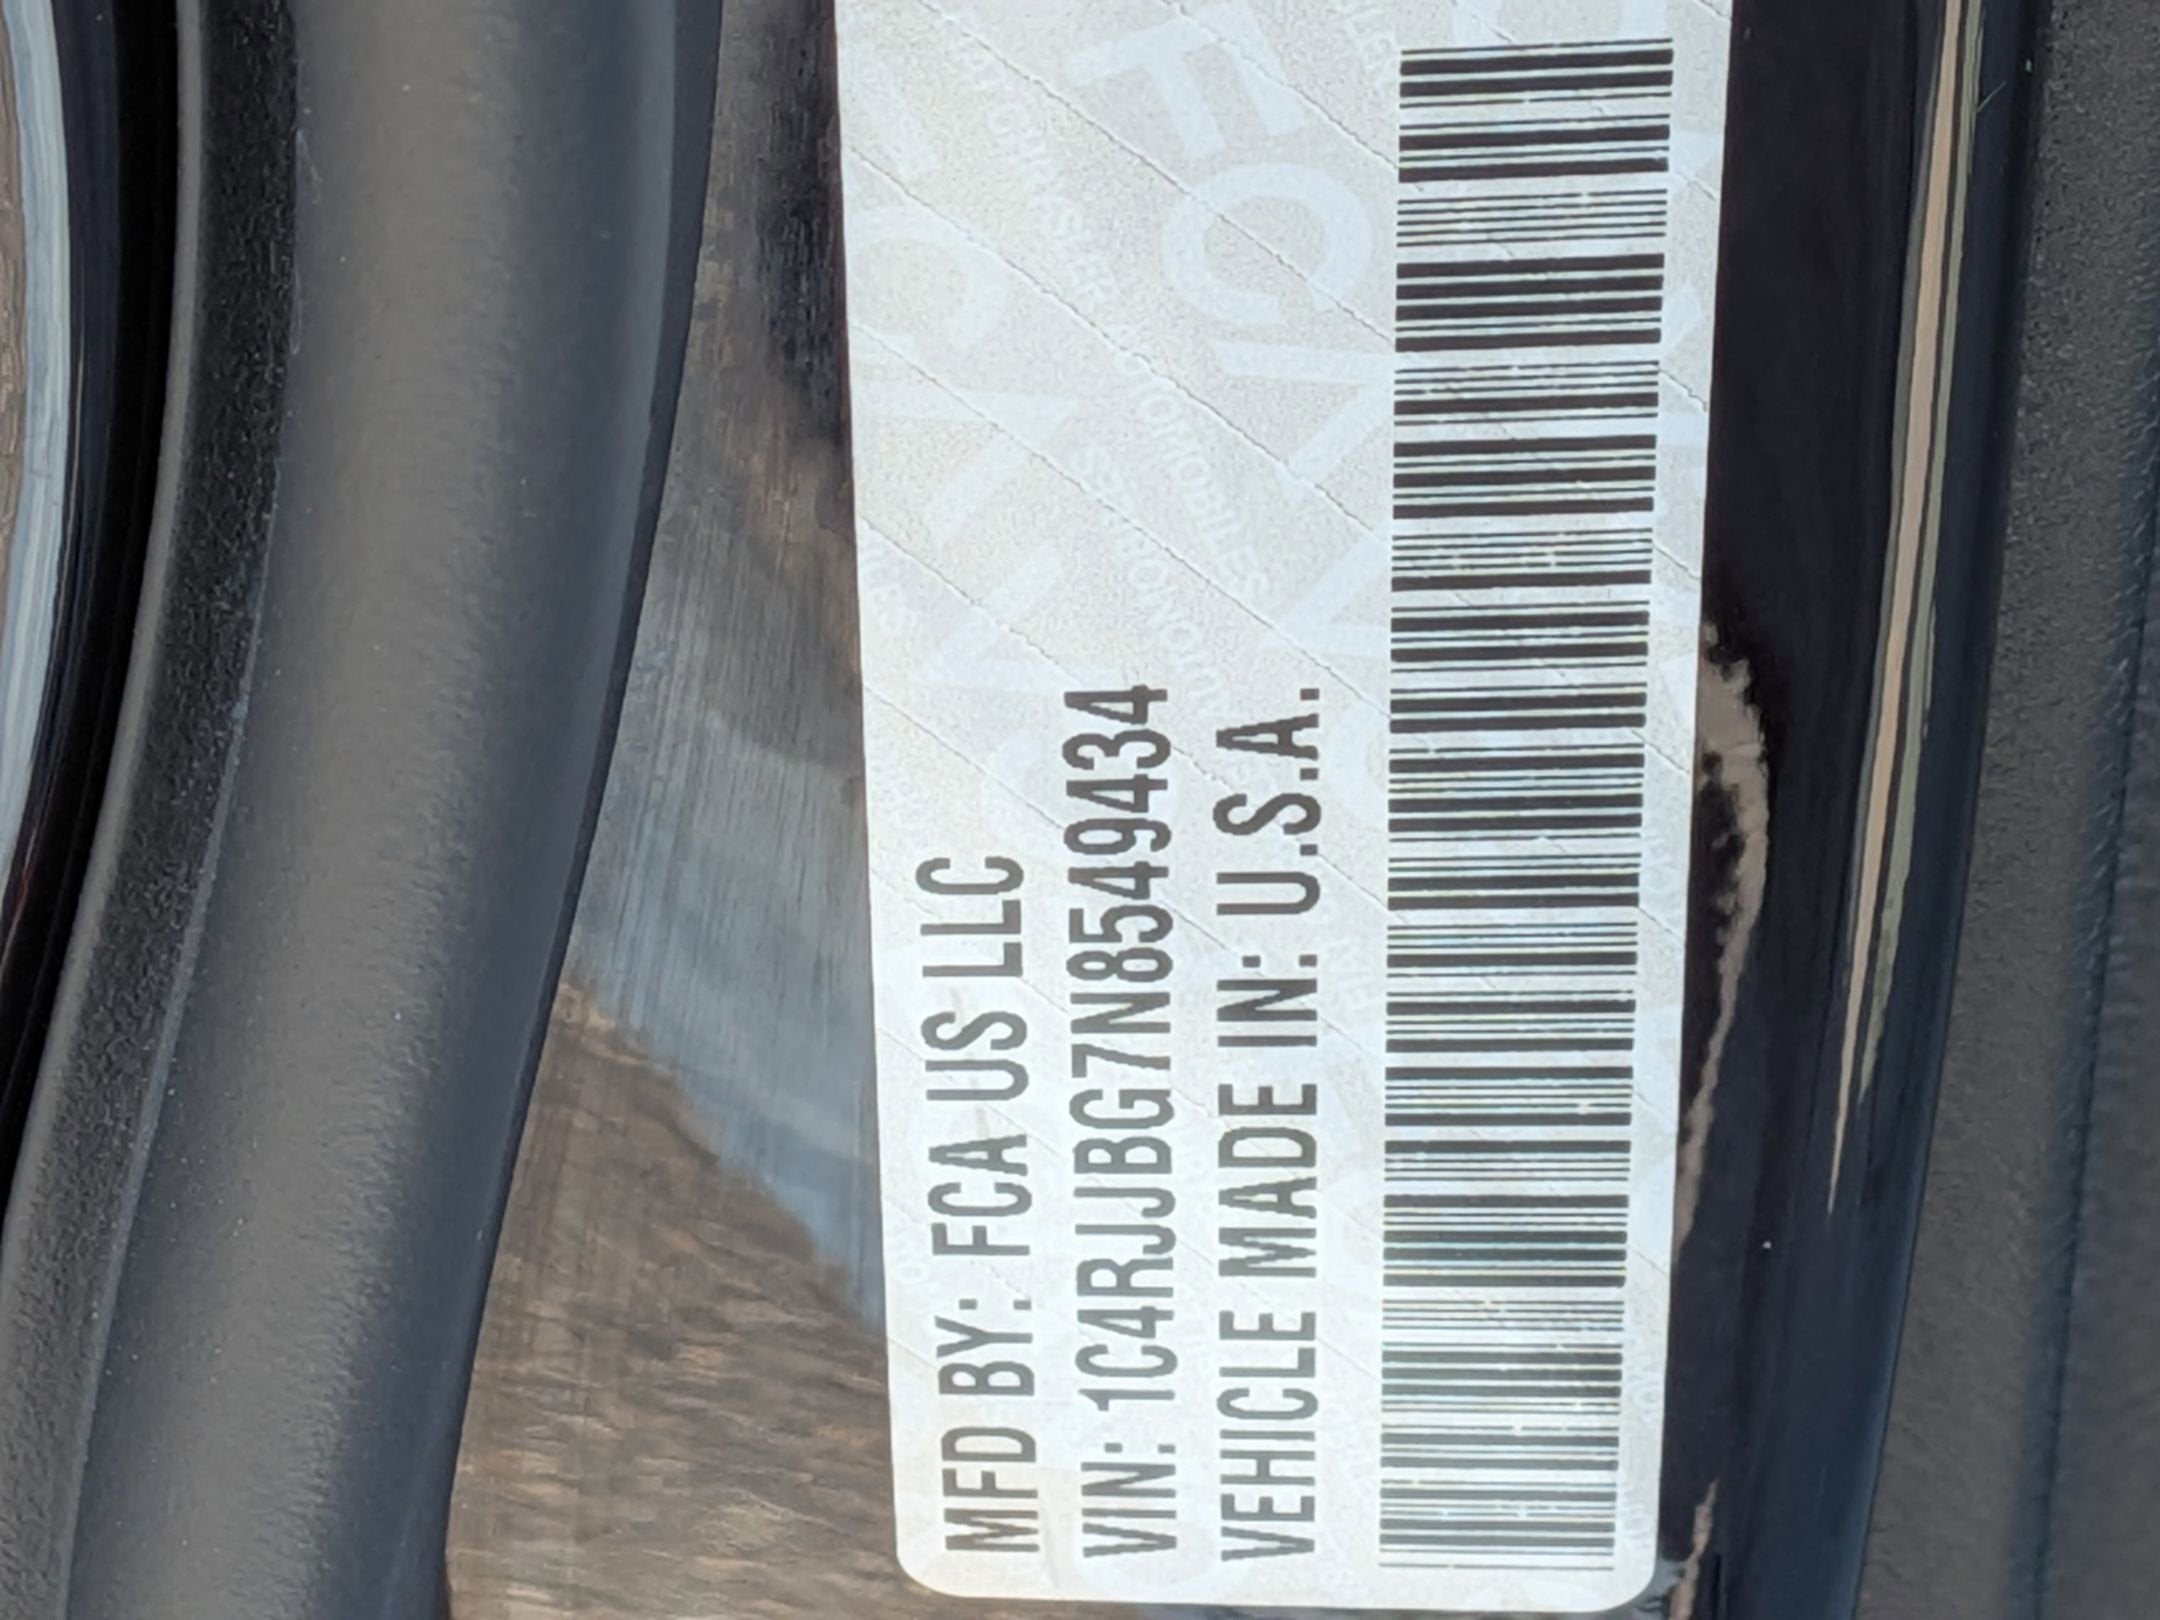 MFD BY: FCA US LLC
VIN: 1C4RJJBG7N8549434
VEHICLE MADE IN: U.S.A.